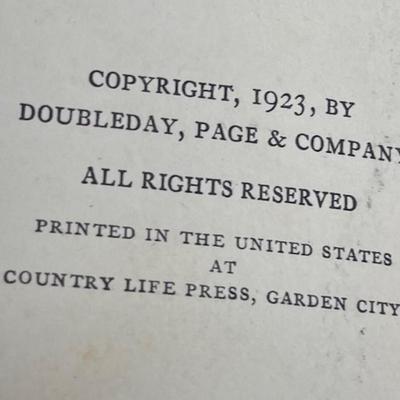 COPYRIGHT, 1923, BY
DOUBLEDAY, PAGE & COMPANY
ALL RIGHTS RESERVED
PRINTED IN THE UNITED STATES
AT
COUNTRY LIFE PRESS, GARDEN CITY